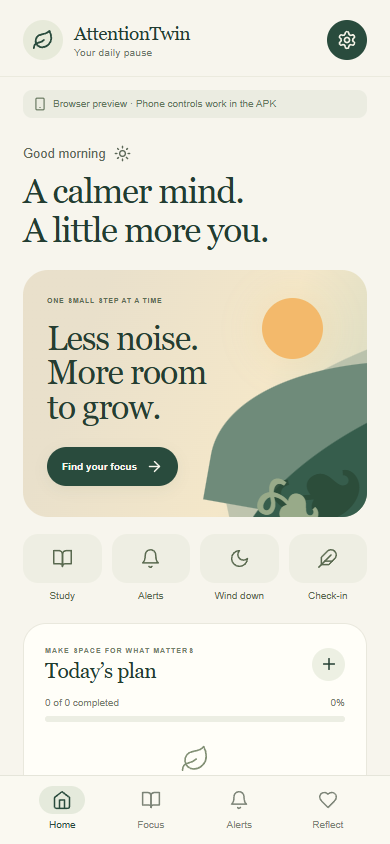 AttentionTwin
Your daily pause
Browser preview · Phone controls work in the APK
Good morning
A calmer mind.
A little more you.
ONE SMALL STEP AT A TIME
Less noise.
More room
to grow.
Find your focus
Study
Alerts
Wind down
Check-in
MAKE SPACE FOR WHAT MATTERS
Today's plan
0 of 0 completed
0%
Home
Focus
Alerts
Reflect